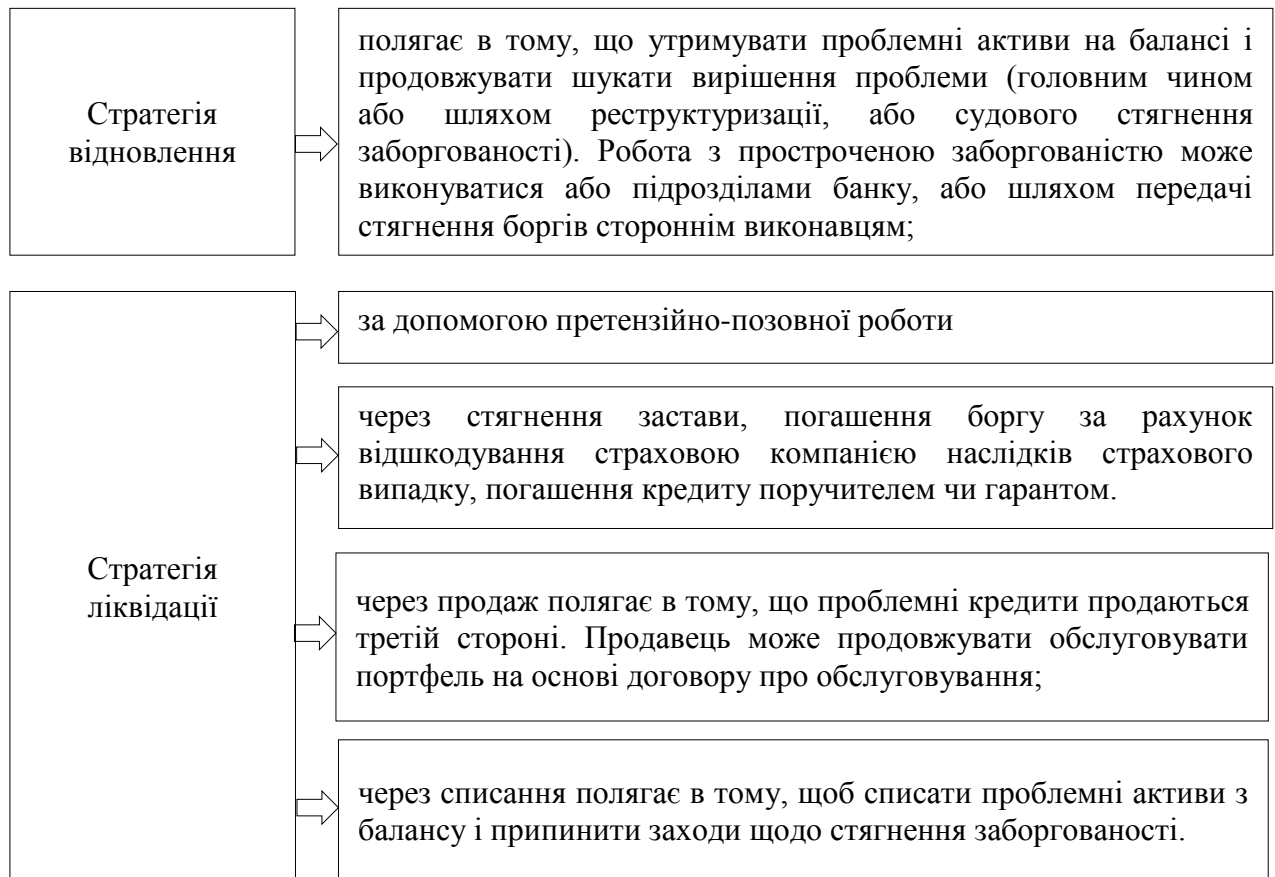 Стратегія
відновлення
полягає в тому, що утримувати проблемні активи на балансі і
продовжувати шукати вирішення проблеми (головним чином
або шляхом реструктуризації, або судового стягнення
заборгованості). Робота з простроченою заборгованістю може
виконуватися або підрозділами банку, або шляхом передачі
стягнення боргів стороннім виконавцям;
Стратегія
ліквідації
за допомогою претензійно-позовної роботи
через стягнення застави, погашення боргу за рахунок
відшкодування страховою компанією наслідків страхового
випадку, погашення кредиту поручителем чи гарантом.
через продаж полягає в тому, що проблемні кредити продаються
третій стороні. Продавець може продовжувати обслуговувати
портфель на основі договору про обслуговування;
через списання полягає в тому, щоб списати проблемні активи з
балансу і припинити заходи щодо стягнення заборгованості.